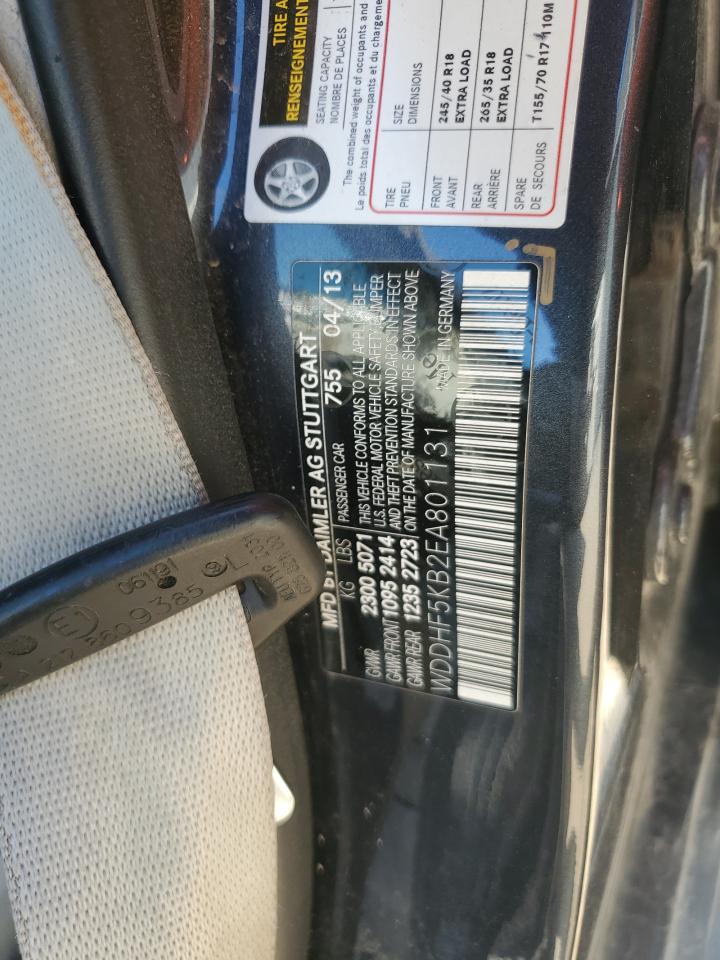 TIRE A
RENSEIGNEMENT
SEATING CAPACITY
NOMBRE DE PLACES
The combined weight of occupants and
Le poids total des occupants et du chargeme
TIRE SIZE
PNEU DIMENSIONS
FRONT 245/40 R18
AVANT EXTRA LOAD
REAR 265/35 R18
ARRIÈRE EXTRA LOAD
SPARE T155/70 R17 110M
DE SECOURS
MFD BY DAIMLER AG STUTTGART
KG LBS PASSENGER CAR 755 04/13
GVWR 2300 5071 THIS VEHICLE CONFORMS TO ALL APPLICABLE
U.S. FEDERAL MOTOR VEHICLE SAFETY, BUMPER
GAWR FRONT 1095 2414 AND THEFT PREVENTION STANDARDS IN EFFECT
GAWR REAR 1235 2723 ON THE DATE OF MANUFACTURE SHOWN ABOVE
WDDHF5KB2EA801131 MADE IN GERMANY
061191
E1
9385
L